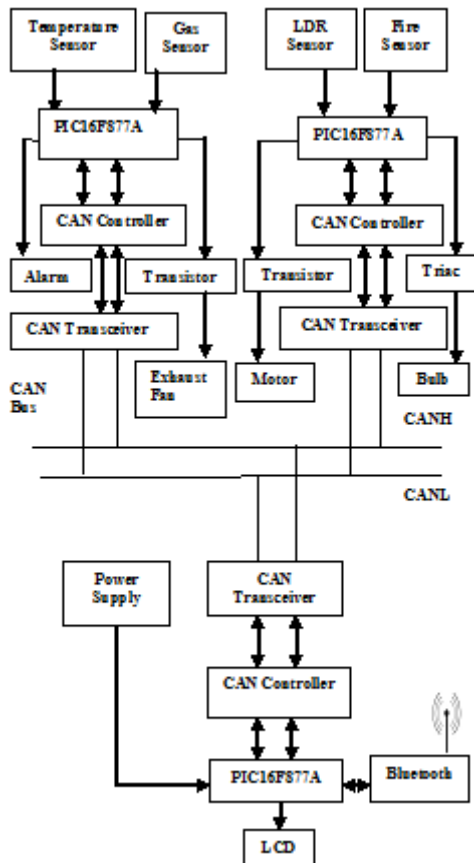 Temperature
Sensor
Gas
Sensor
LDR
Sensor
Fire
Sensor
PIC16F877A
PIC16F877A
CAN Controller
CAN Controller
Alarm
Transistor
Transistor
Triac
CAN Transceiver
CAN Transceiver
Exhaust
Fan
Motor
Bulb
CAN
Bus
CANH
CANL
Power
Supply
CAN
Transceiver
CAN Controller
PIC16F877A
Bluetooth
LCD